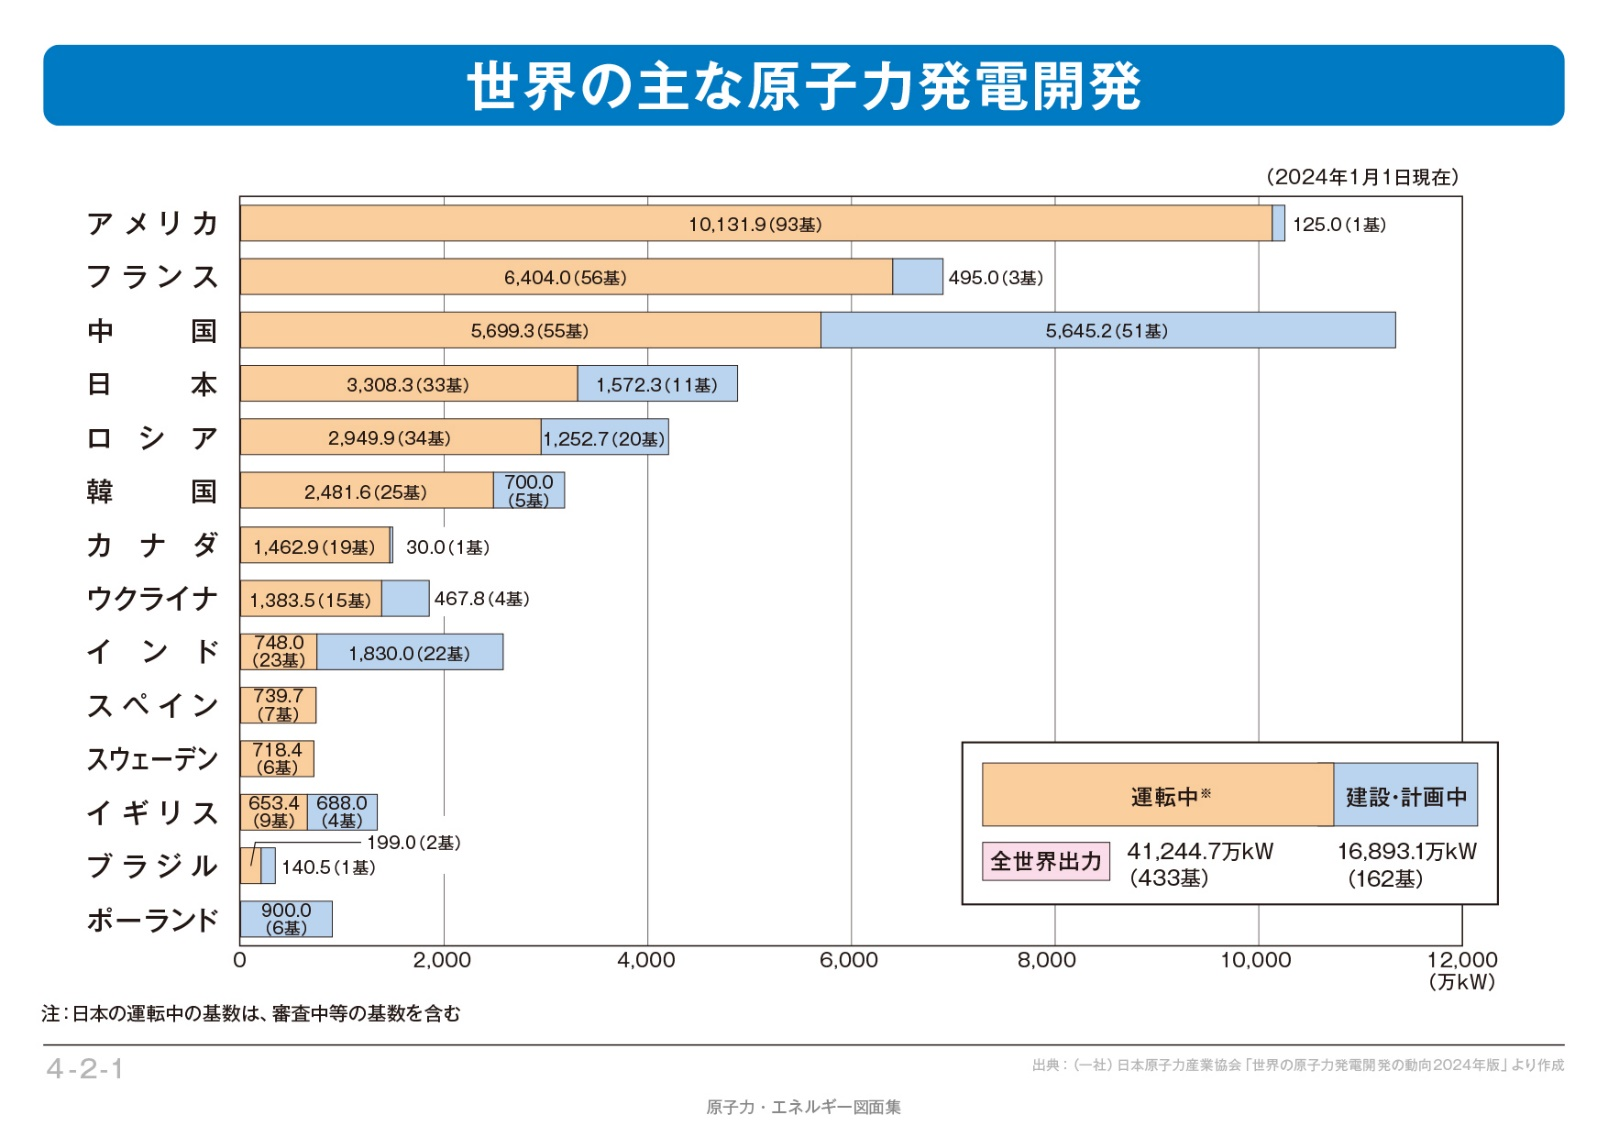 世界の主な原子力発電開発
（2024年1月1日現在）
アメリカ 10,131.9(93基) 125.0(1基)
フランス 6,404.0(56基) 495.0(3基)
中国 5,699.3(55基) 5,645.2(51基)
日本 3,308.3(33基) 1,572.3(11基)
ロシア 2,949.9(34基) 1,252.7(20基)
韓国 2,481.6(25基) 700.0(5基)
カナダ 1,462.9(19基) 30.0(1基)
ウクライナ 1,383.5(15基) 467.8(4基)
インド 748.0(23基) 1,830.0(22基)
スペイン 739.7(7基)
スウェーデン 718.4(6基)
イギリス 653.4(9基) 688.0(4基)
ブラジル 199.0(2基) 140.5(1基)
ポーランド 900.0(6基)
運転中※ 建設・計画中
全世界出力 41,244.7万kW(433基) 16,893.1万kW(162基)
0 2,000 4,000 6,000 8,000 10,000 12,000
(万kW)
注：日本の運転中の基数は、審査中等の基数を含む
4-2-1
出典：（一社）日本原子力産業協会「世界の原子力発電開発の動向2024年版」より作成
原子力・エネルギー図面集